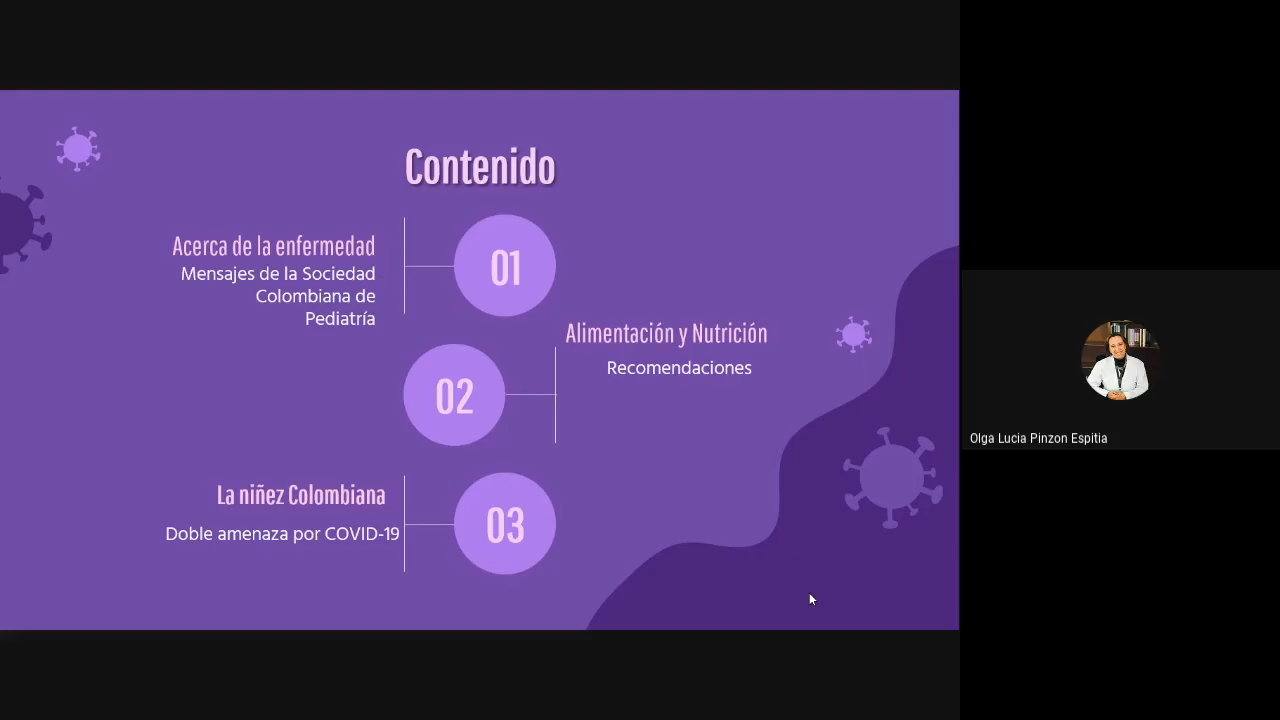 Contenido
Acerca de la enfermedad
Mensajes de la Sociedad
Colombiana de
Pediatría
01
Alimentación y Nutrición
Recomendaciones
02
La niñez Colombiana
Doble amenaza por COVID-19
03
Olga Lucia Pinzon Espitia